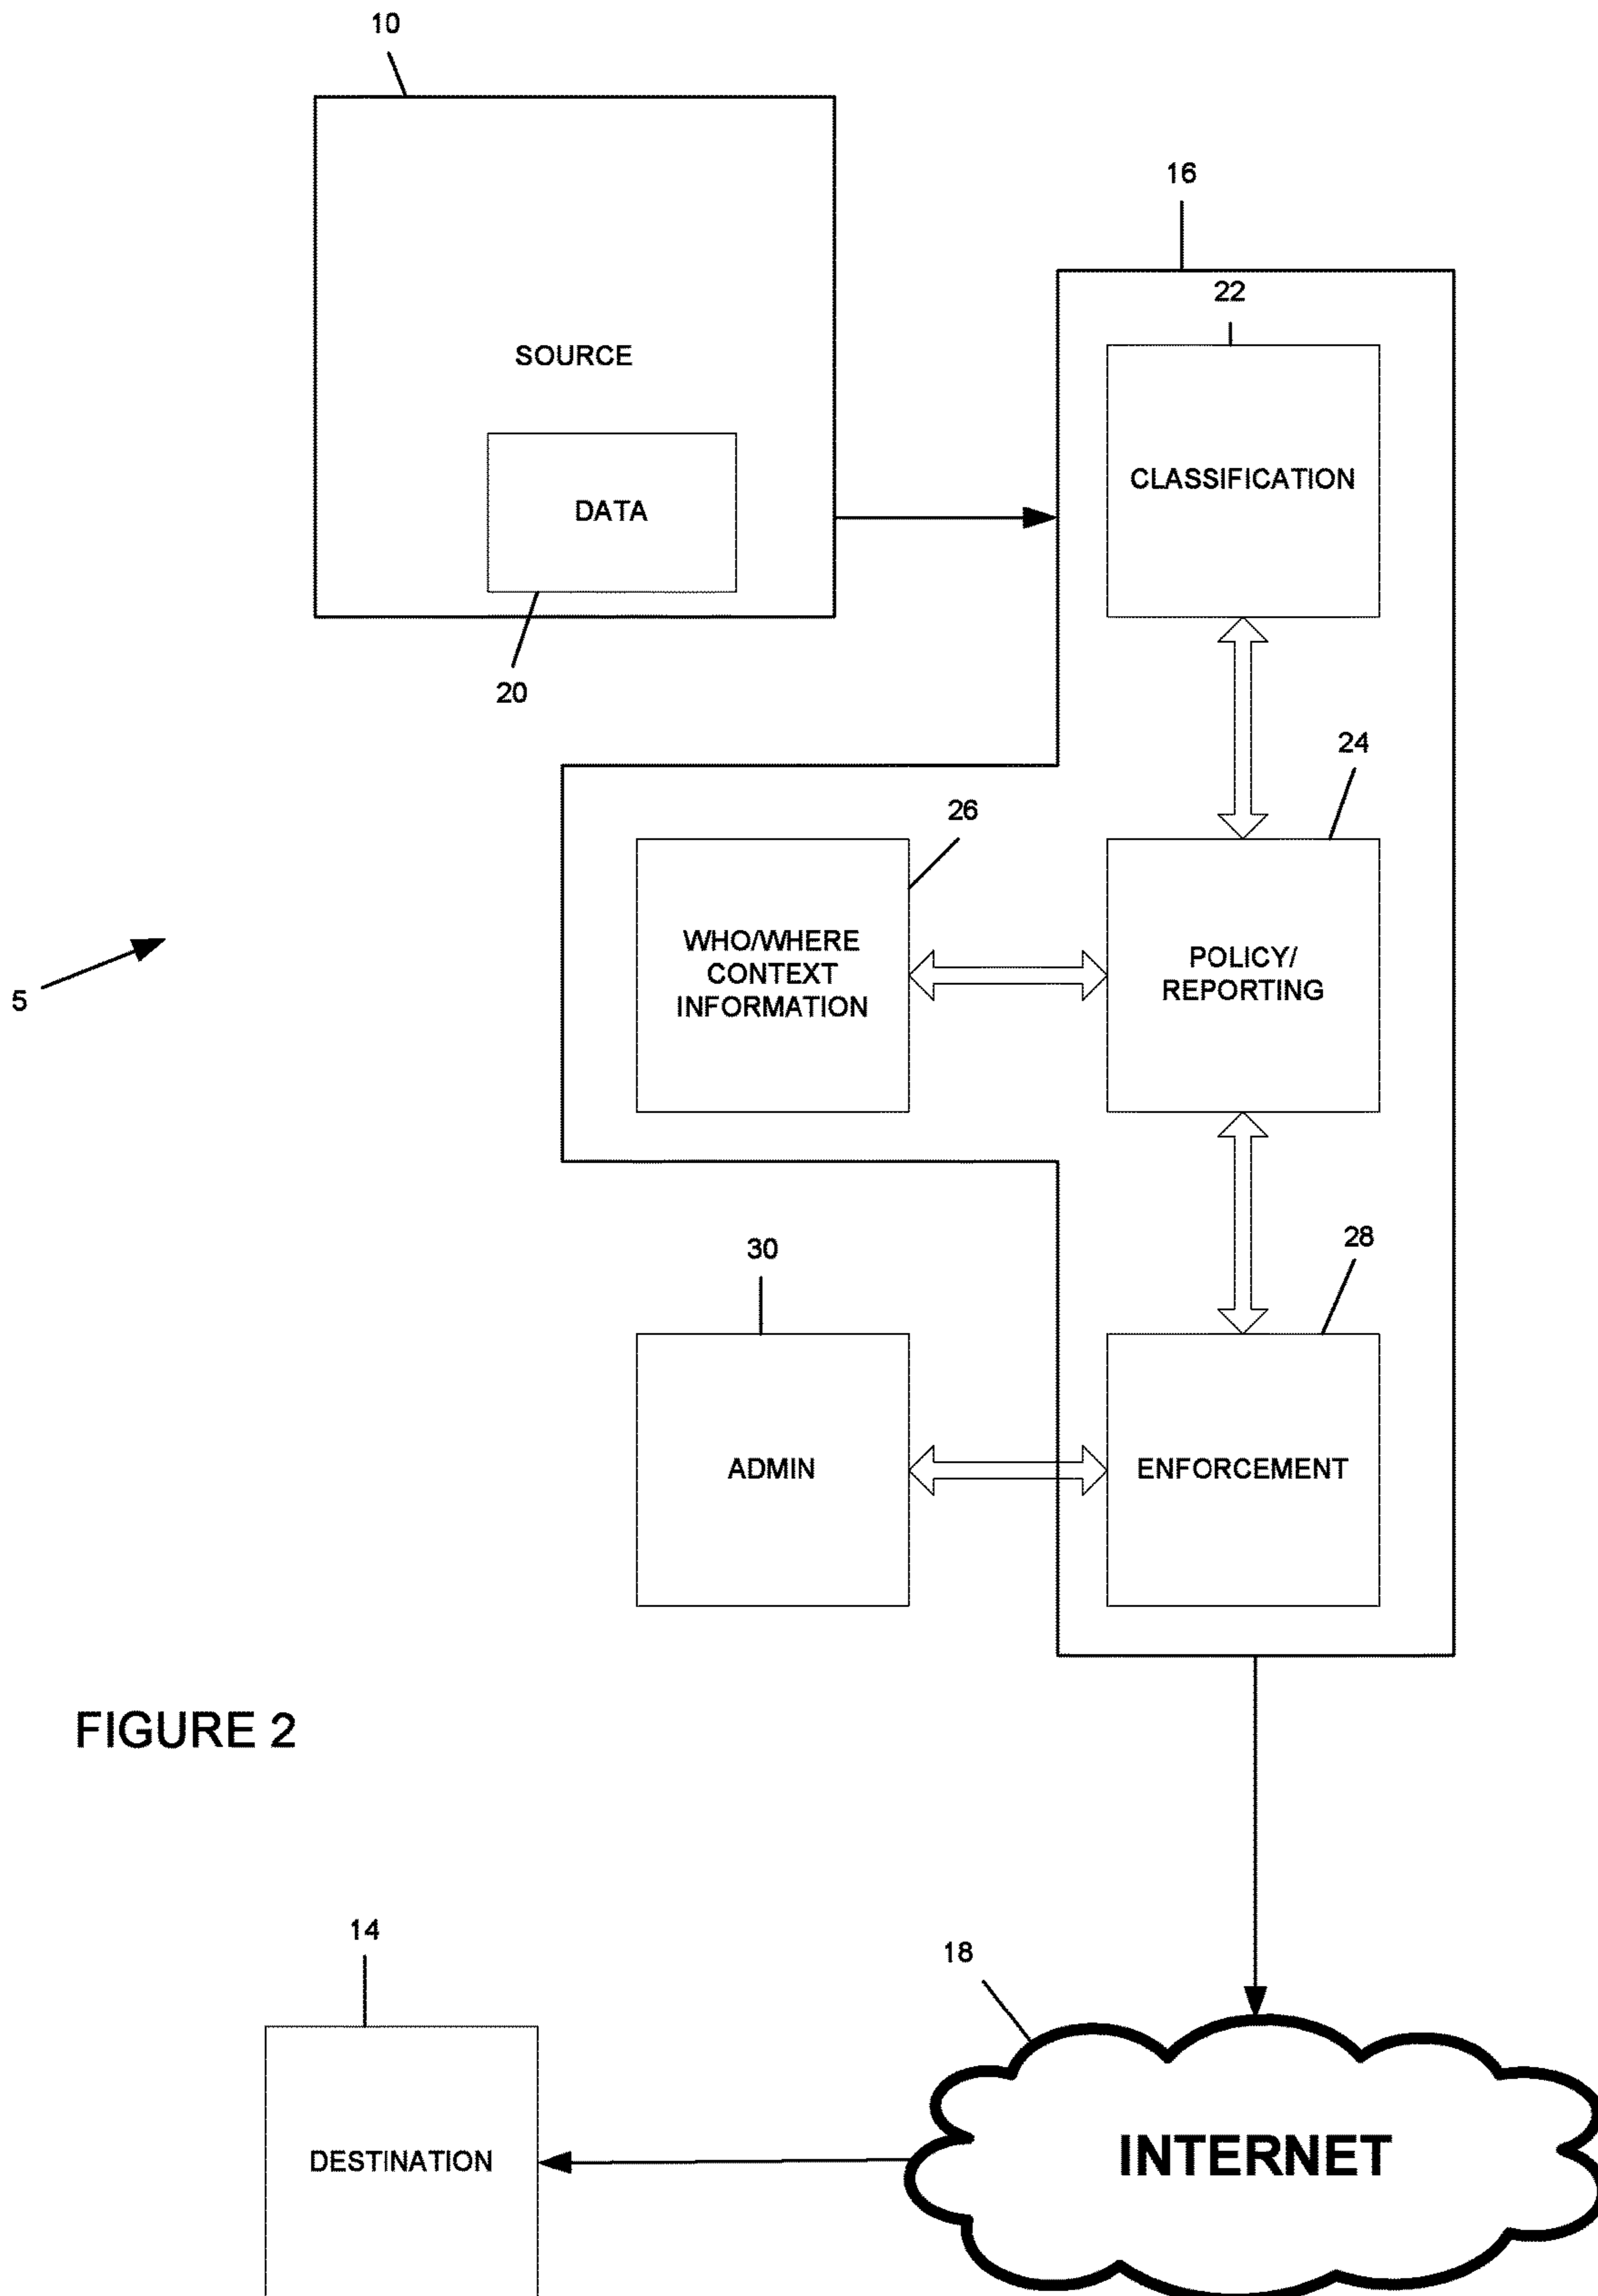 10
16
22
SOURCE
CLASSIFICATION
DATA
20
24
26
WHO/WHERE
CONTEXT
INFORMATION
POLICY/
REPORTING
5
30
28
ADMIN
ENFORCEMENT
FIGURE 2
14
18
INTERNET
DESTINATION